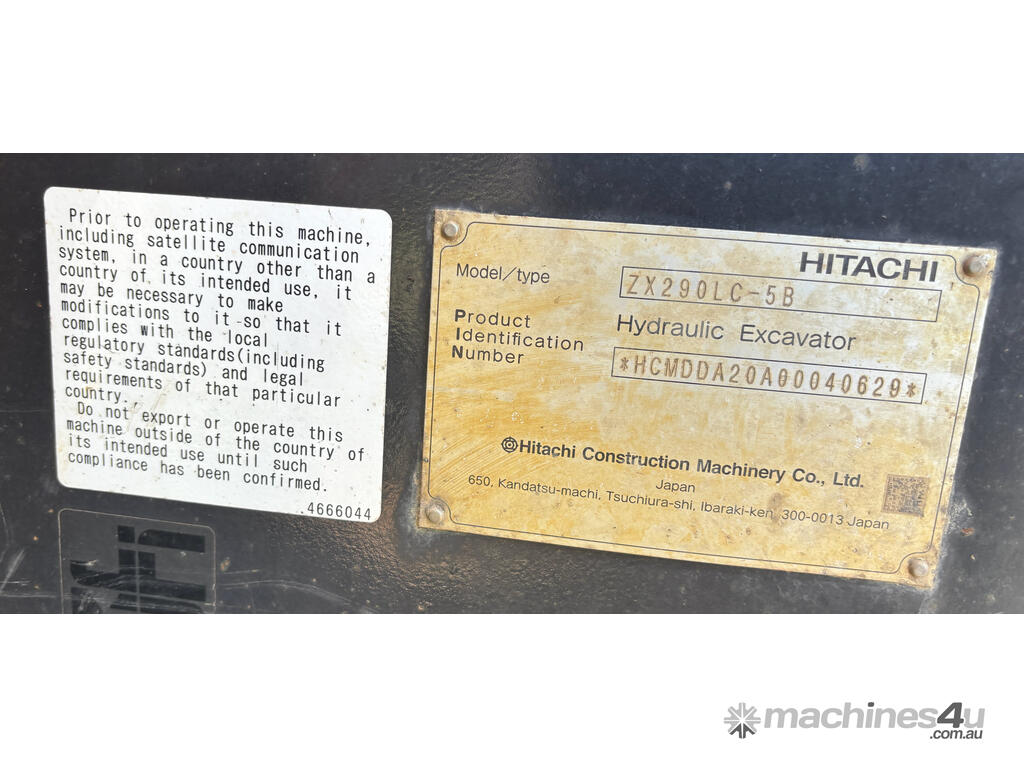 Prior to operating this machine,
including satellite communication
system, in a country other than a
country of its intended use, it
may be necessary to make
modifications to it so that it
complies with the local
regulatory standards(including
safety standards) and legal
requirements of that particular
country.
Do not export or operate this
machine outside of the country of
its intended use until such
compliance has been confirmed.
4666044
HITACHI
Model/type ZX290LC-5B
Hydraulic Excavator
Product
Identification
Number
*HCMDDA20A00040629*
Hitachi Construction Machinery Co., Ltd.
Japan
650, Kandatsu-machi, Tsuchiura-shi, Ibaraki-ken, 300-0013 Japan
machines4u
.com.au